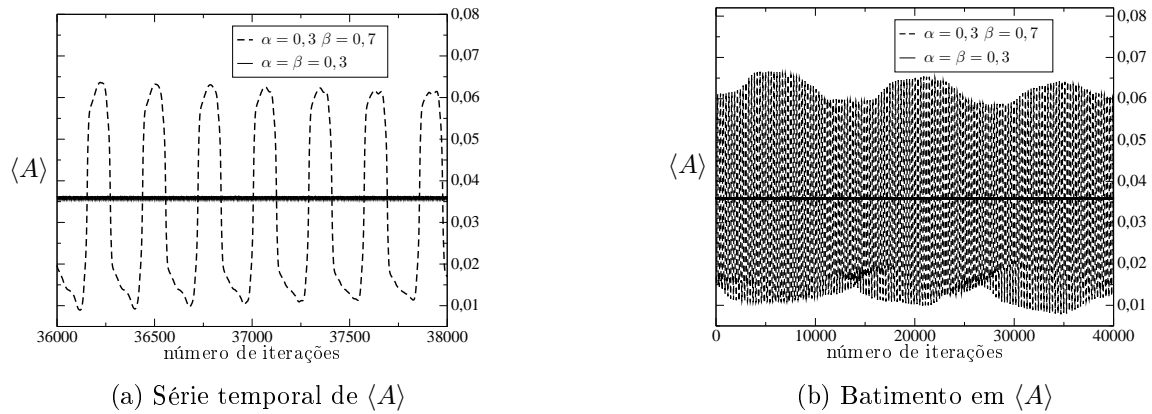 0,08
0,07
0,06
0,05
0,04
0,03
0,02
0,01
α = 0, 3 β = 0, 7
α = β = 0, 3
⟨A⟩
36000 36500 37000 37500 38000
número de iterações
(a) Série temporal de ⟨A⟩
0,08
0,07
0,06
0,05
0,04
0,03
0,02
0,01
α = 0, 3 β = 0, 7
α = β = 0, 3
⟨A⟩
0 10000 20000 30000 40000
número de iterações
(b) Batimento em ⟨A⟩